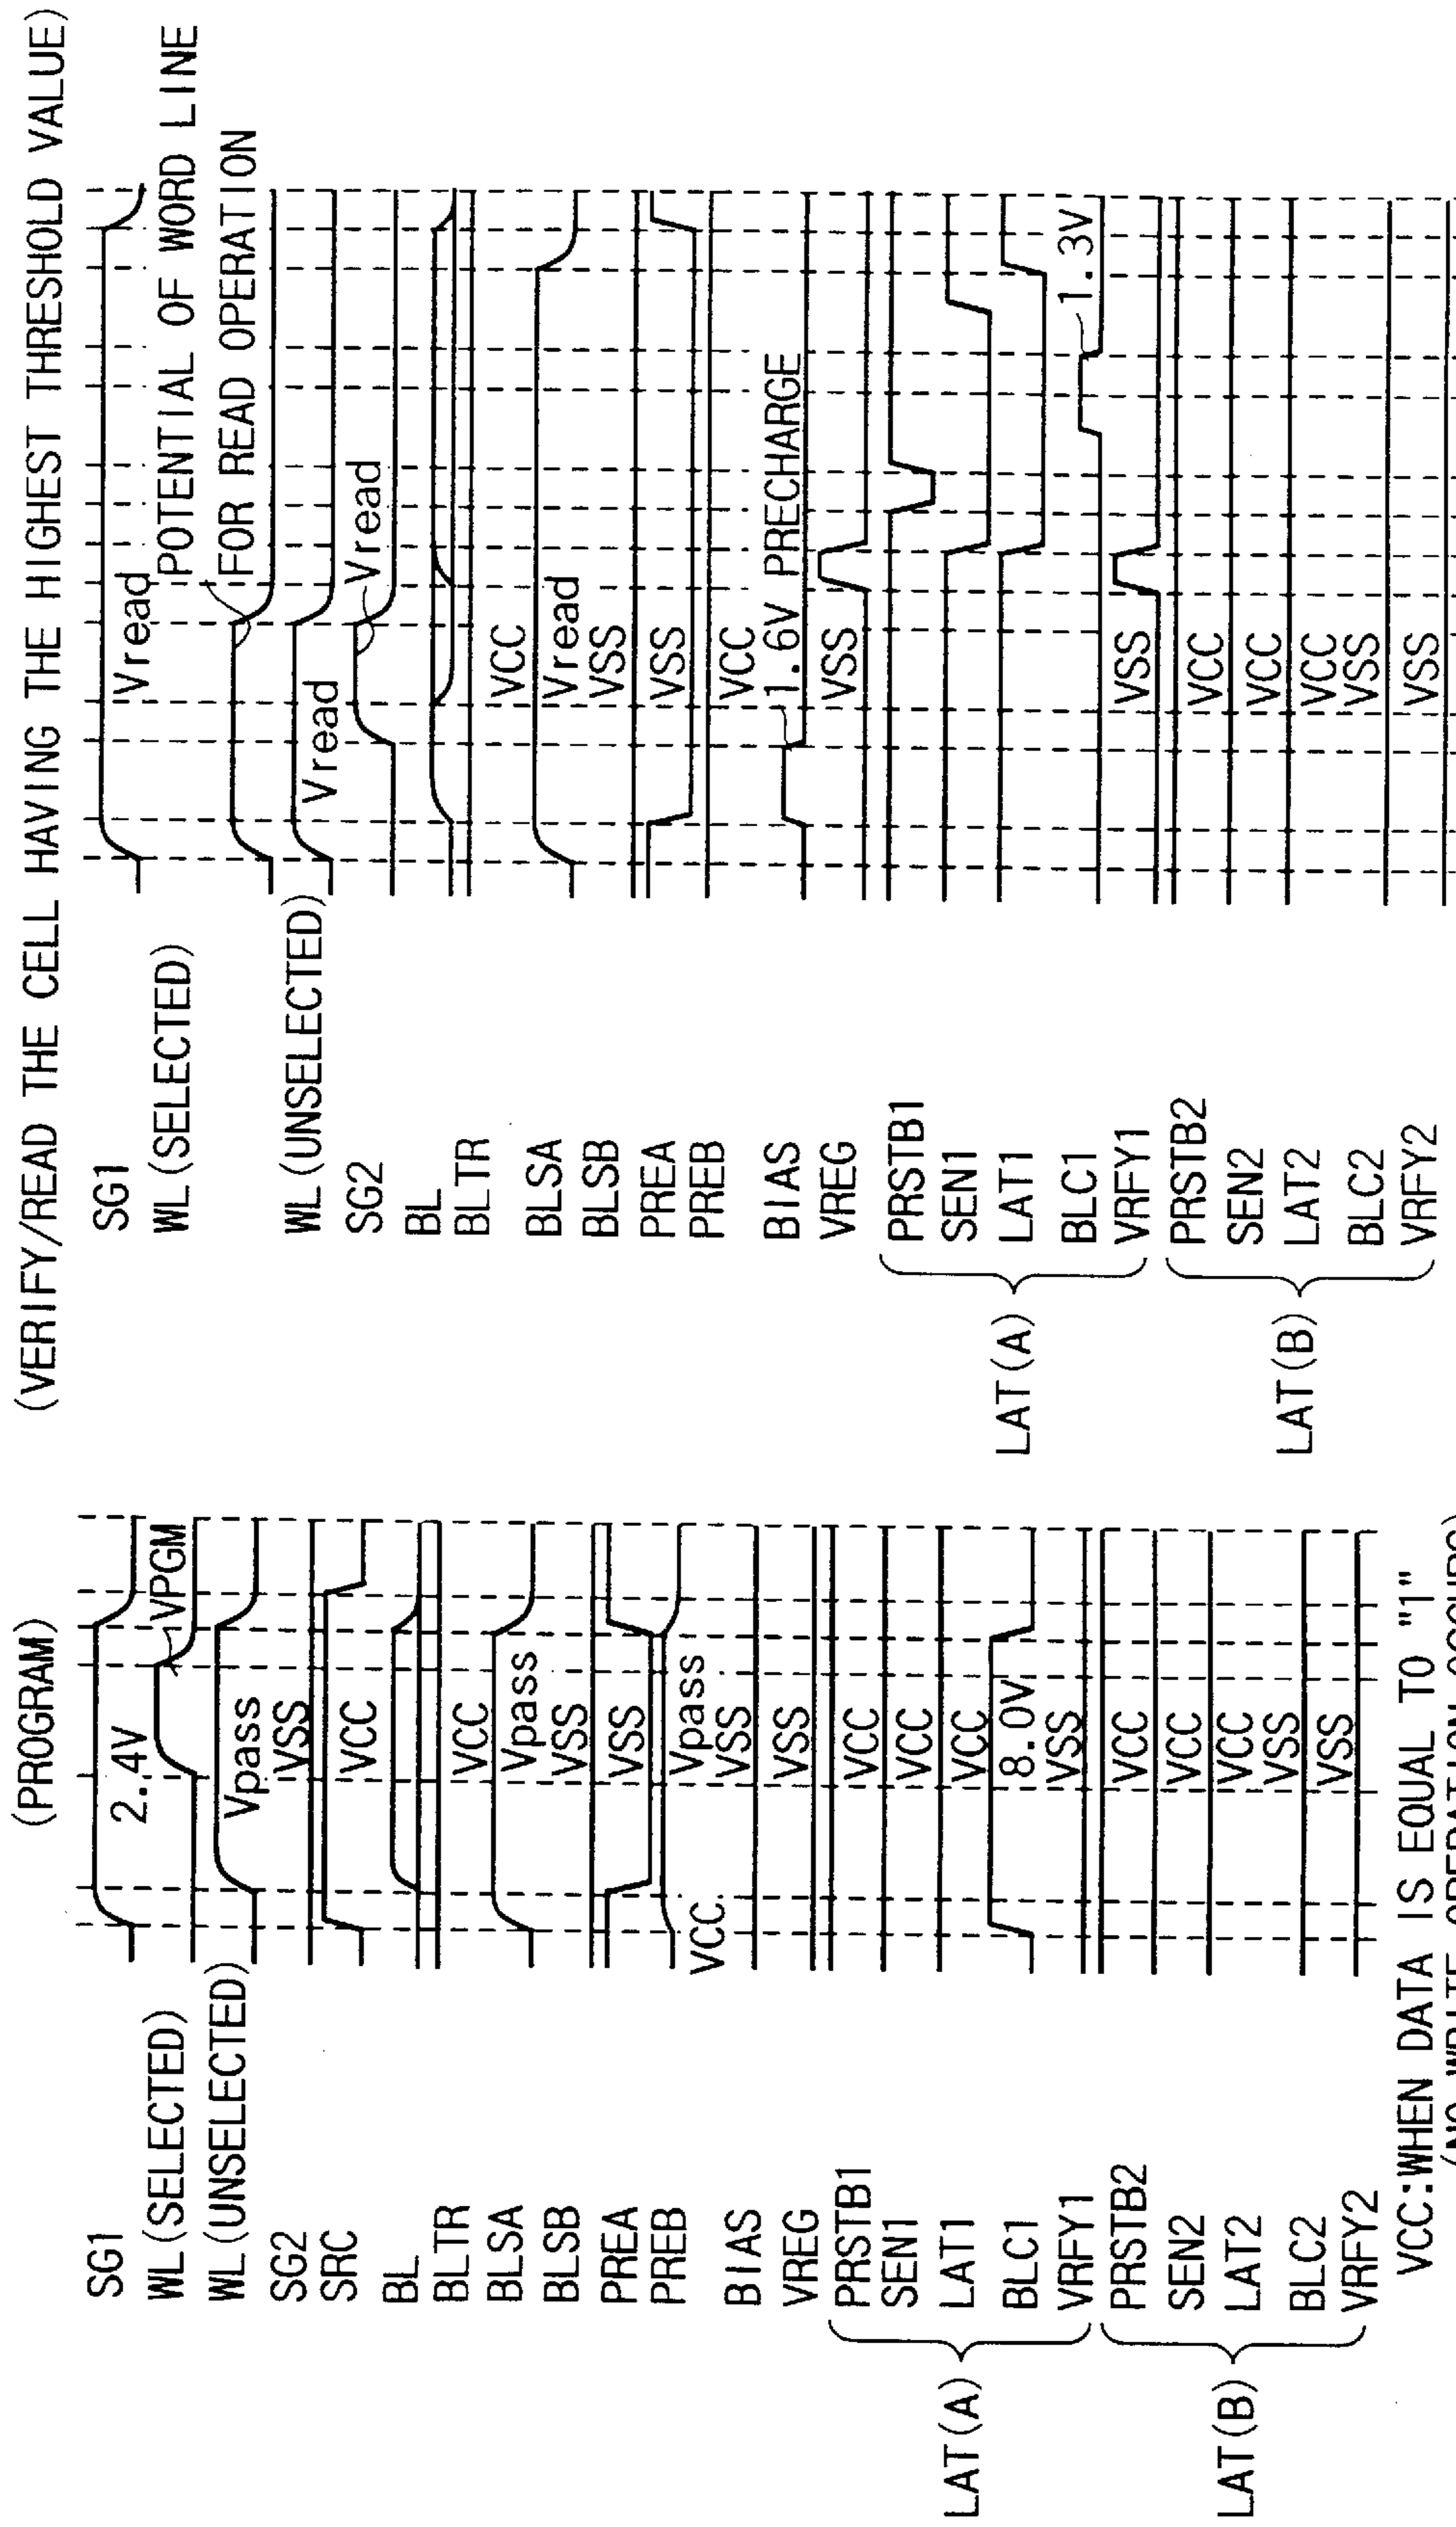 (PROGRAM)
SG1
2.4V
WL(SELECTED)
VPGM
WL(UNSELECTED)
Vpass
SG2
VSS
SRC
VCC
BL
BLTR
VCC
BLSA
Vpass
BLSB
VSS
PREA
VSS
PREB
VCC
Vpass
BIAS
VSS
VREG
VSS
LAT(A)
PRSTB1
VCC
SEN1
VCC
LAT1
VCC
BLC1
8.0V
VRFY1
VSS
LAT(B)
PRSTB2
VCC
SEN2
VCC
LAT2
VCC
BLC2
VSS
VRFY2
VSS
VCC:WHEN DATA IS EQUAL TO "1"
(NO WRITE OPERATION OCCURS)
(VERIFY/READ THE CELL HAVING THE HIGHEST THRESHOLD VALUE)
SG1
Vread
WL(SELECTED)
POTENTIAL OF WORD LINE
FOR READ OPERATION
WL(UNSELECTED)
Vread
SG2
Vread
BL
BLTR
VCC
BLSA
Vread
BLSB
VSS
PREA
VSS
PREB
VCC
BIAS
1.6V PRECHARGE
VREG
VSS
LAT(A)
PRSTB1
SEN1
LAT1
BLC1
1.3V
VRFY1
VSS
LAT(B)
PRSTB2
VCC
SEN2
VCC
LAT2
VCC
BLC2
VSS
VRFY2
VSS